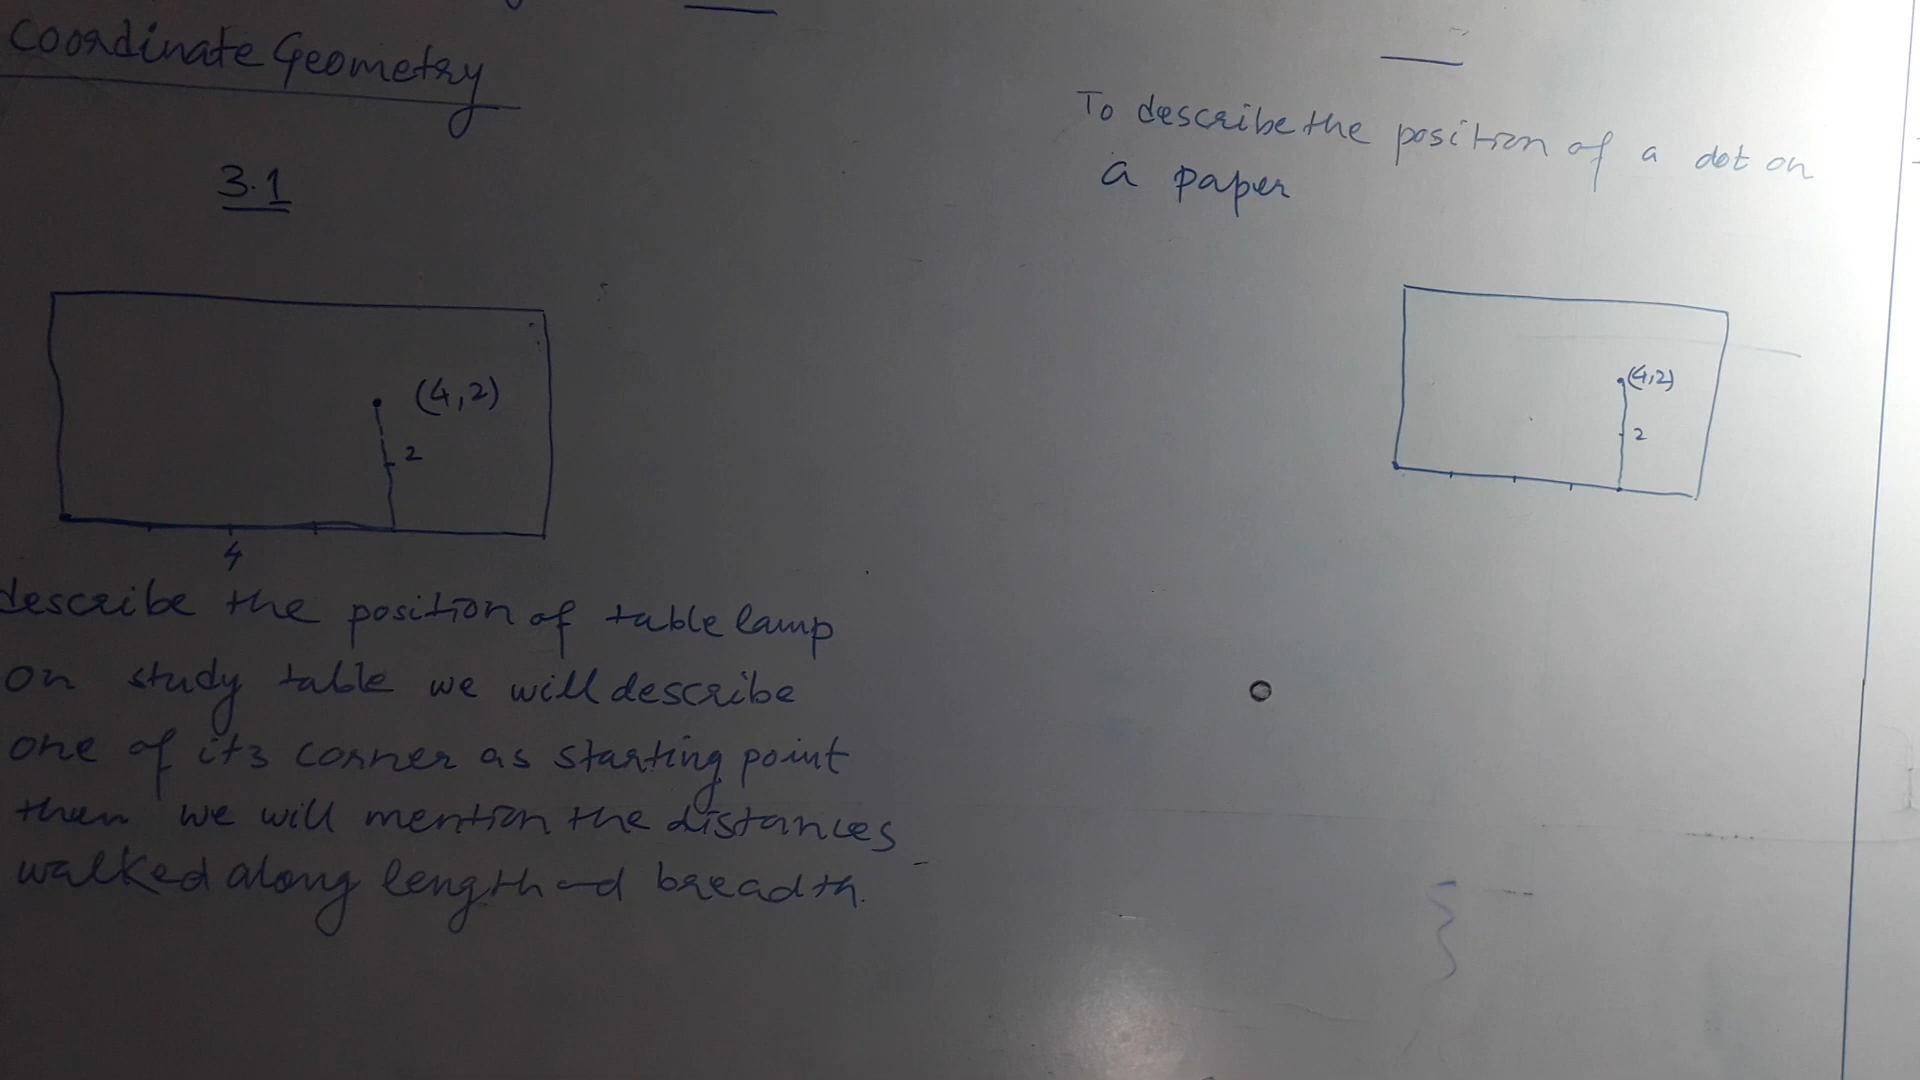 Coordinate Geometry
3.1
(4,2)
2
4
describe the position of table lamp
on study table we will describe
one of its corner as starting point
then we will mention the distances
walked along length and breadth.
To describe the position of a dot on
a paper
(4,2)
2